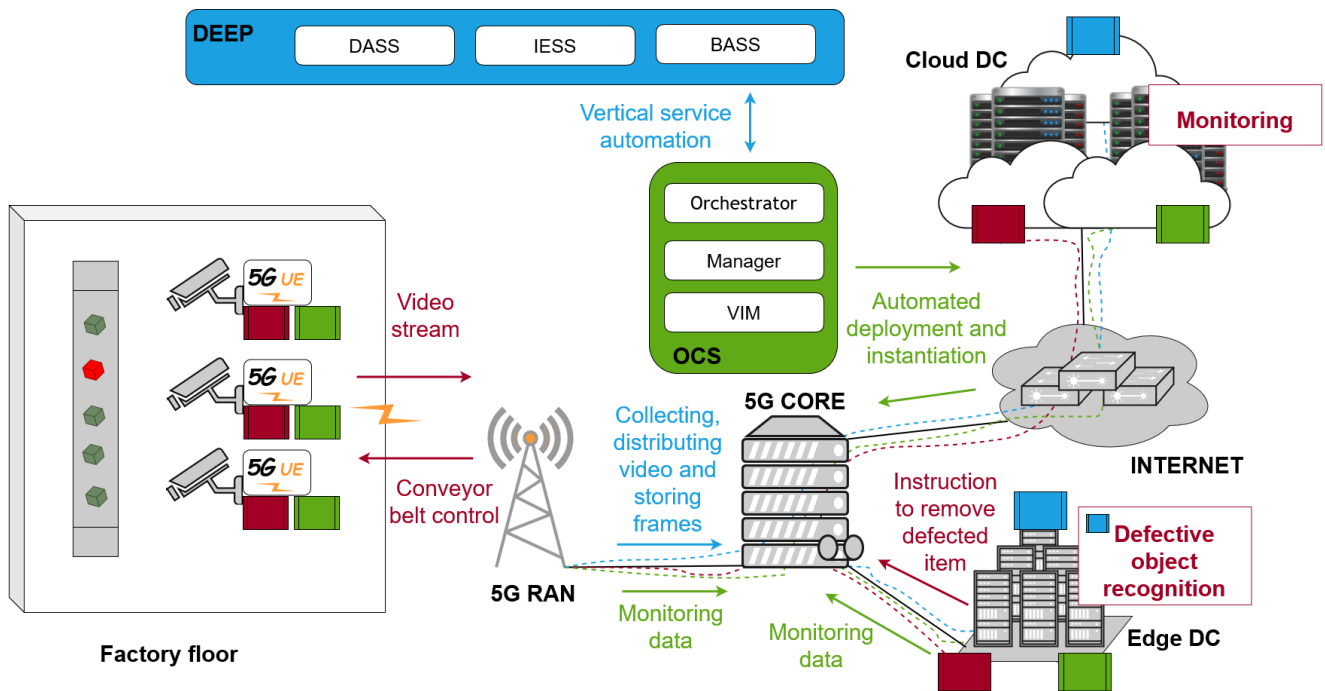 DEEP
DASS
IESS
BASS
Cloud DC
Monitoring
Vertical service
automation
Orchestrator
Manager
VIM
OCS
Automated
deployment and
instantiation
5G UE
5G UE
5G UE
Video
stream
Conveyor
belt control
Factory floor
5G RAN
Collecting,
distributing
video and
storing
frames
Monitoring
data
5G CORE
INTERNET
Instruction
to remove
defected
item
Monitoring
data
Defective
object
recognition
Edge DC